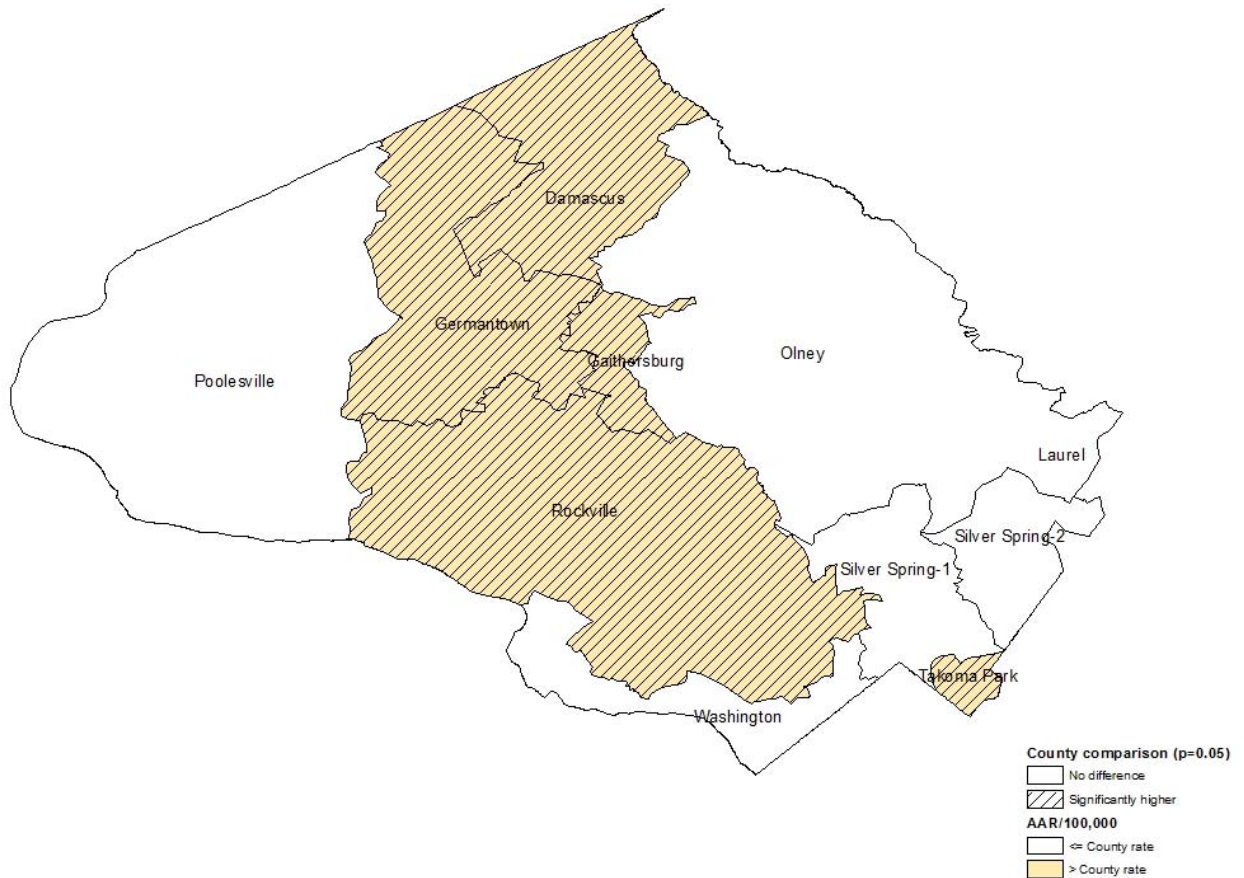 Damascus
Germantown
Gaithersburg
Olney
Poolesville
Laurel
Rockville
Silver Spring-2
Silver Spring-1
Takoma Park
Washington
County comparison (p=0.05)
No difference
Significantly higher
AAR/100,000
<= County rate
> County rate